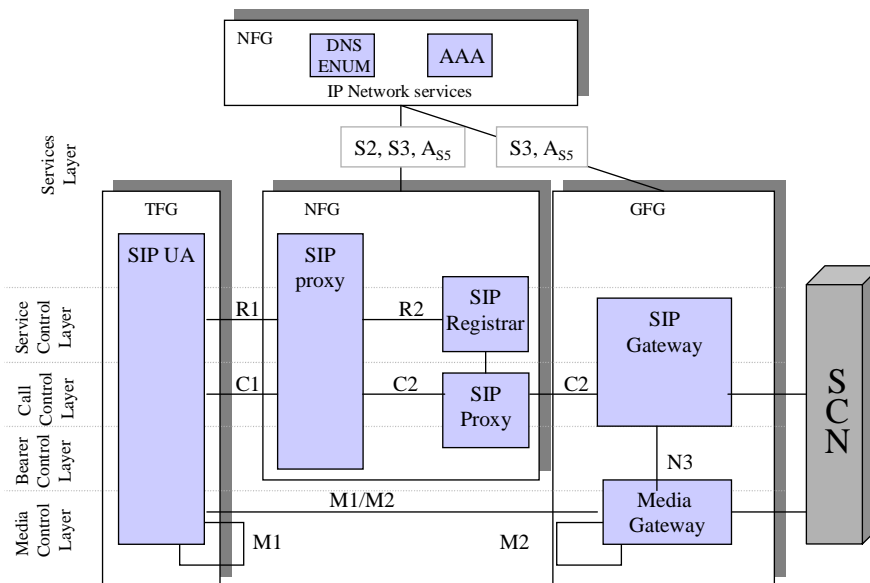 NFG
DNS
ENUM
AAA
IP Network services
S2, S3, AS5
S3, AS5
Services
Layer
TFG
NFG
GFG
SIP UA
SIP
proxy
SIP
Registrar
SIP
Gateway
Service
Control
Layer
R1
R2
Call
Control
Layer
C1
C2
SIP
Proxy
C2
SCN
Bearer
Control
Layer
N3
Media
Control
Layer
M1/M2
Media
Gateway
M1
M2